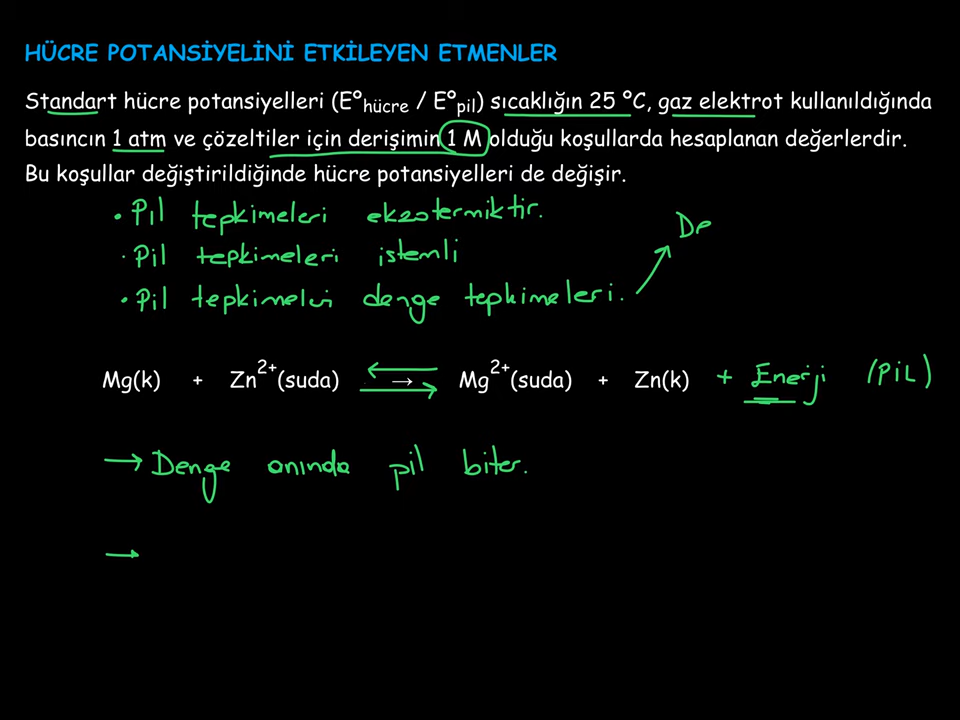 HÜCRE POTANSİYELİNİ ETKİLEYEN ETMENLER
Standart hücre potansiyelleri (Eºhücre / Eºpil) sıcaklığın 25 ºC, gaz elektrot kullanıldığında
basıncın 1 atm ve çözeltiler için derişimin 1 M olduğu koşullarda hesaplanan değerlerdir.
Bu koşullar değiştirildiğinde hücre potansiyelleri de değişir.
• Pil tepkimeleri ekzotermiktir.
De
• Pil tepkimeleri istemli
• Pil tepkimeleri denge tepkimeleri.
Mg(k) + Zn2+(suda) → Mg2+(suda) + Zn(k) + Enerji (PİL)
→ Denge anında pil biter.
→